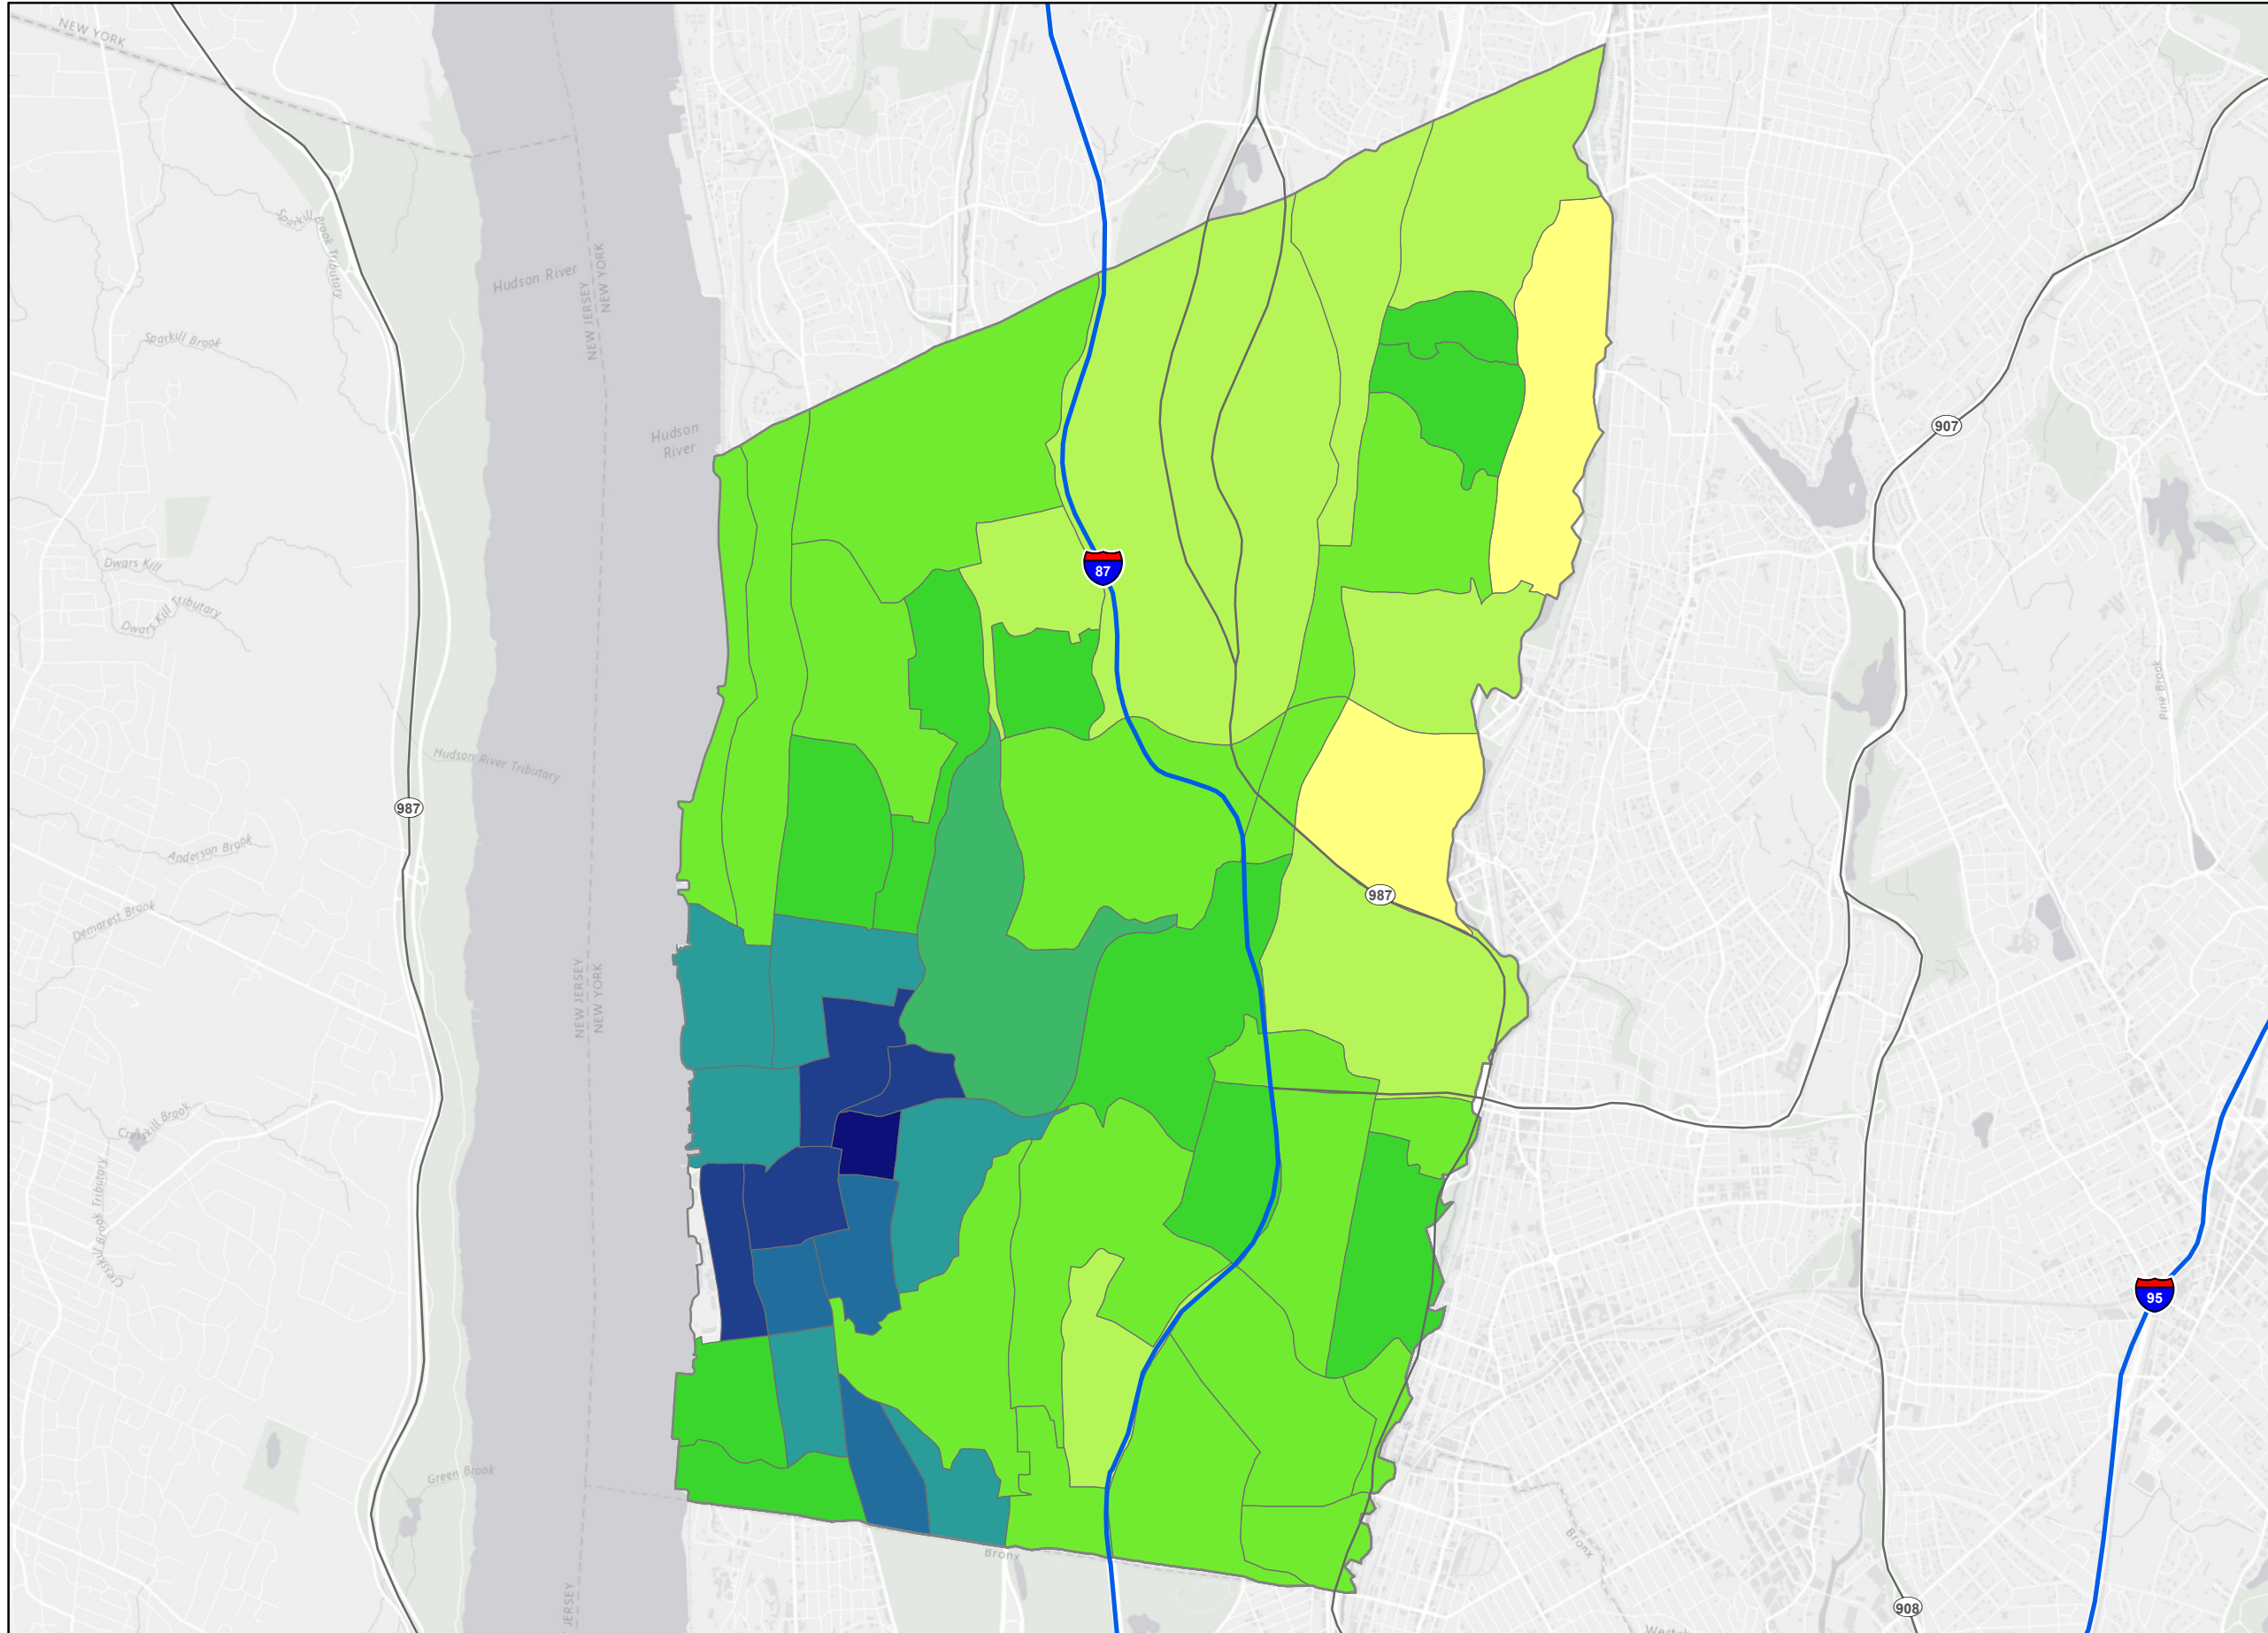 NEW YORK
Sparkill
Brook Tributary
Hudson River
NEW JERSEY
NEW YORK
Sparkill Brook
Hudson
River
907
Dwars Kill
87
Dwars Kill Tributary
Pine Brook
Hudson River Tributary
987
Anderson Brook
987
Demarest Brook
NEW JERSEY
NEW YORK
Cresskill Brook
Cresskill Brook Tributary
95
Green Brook
Bronx
Bronx
JERSEY
908